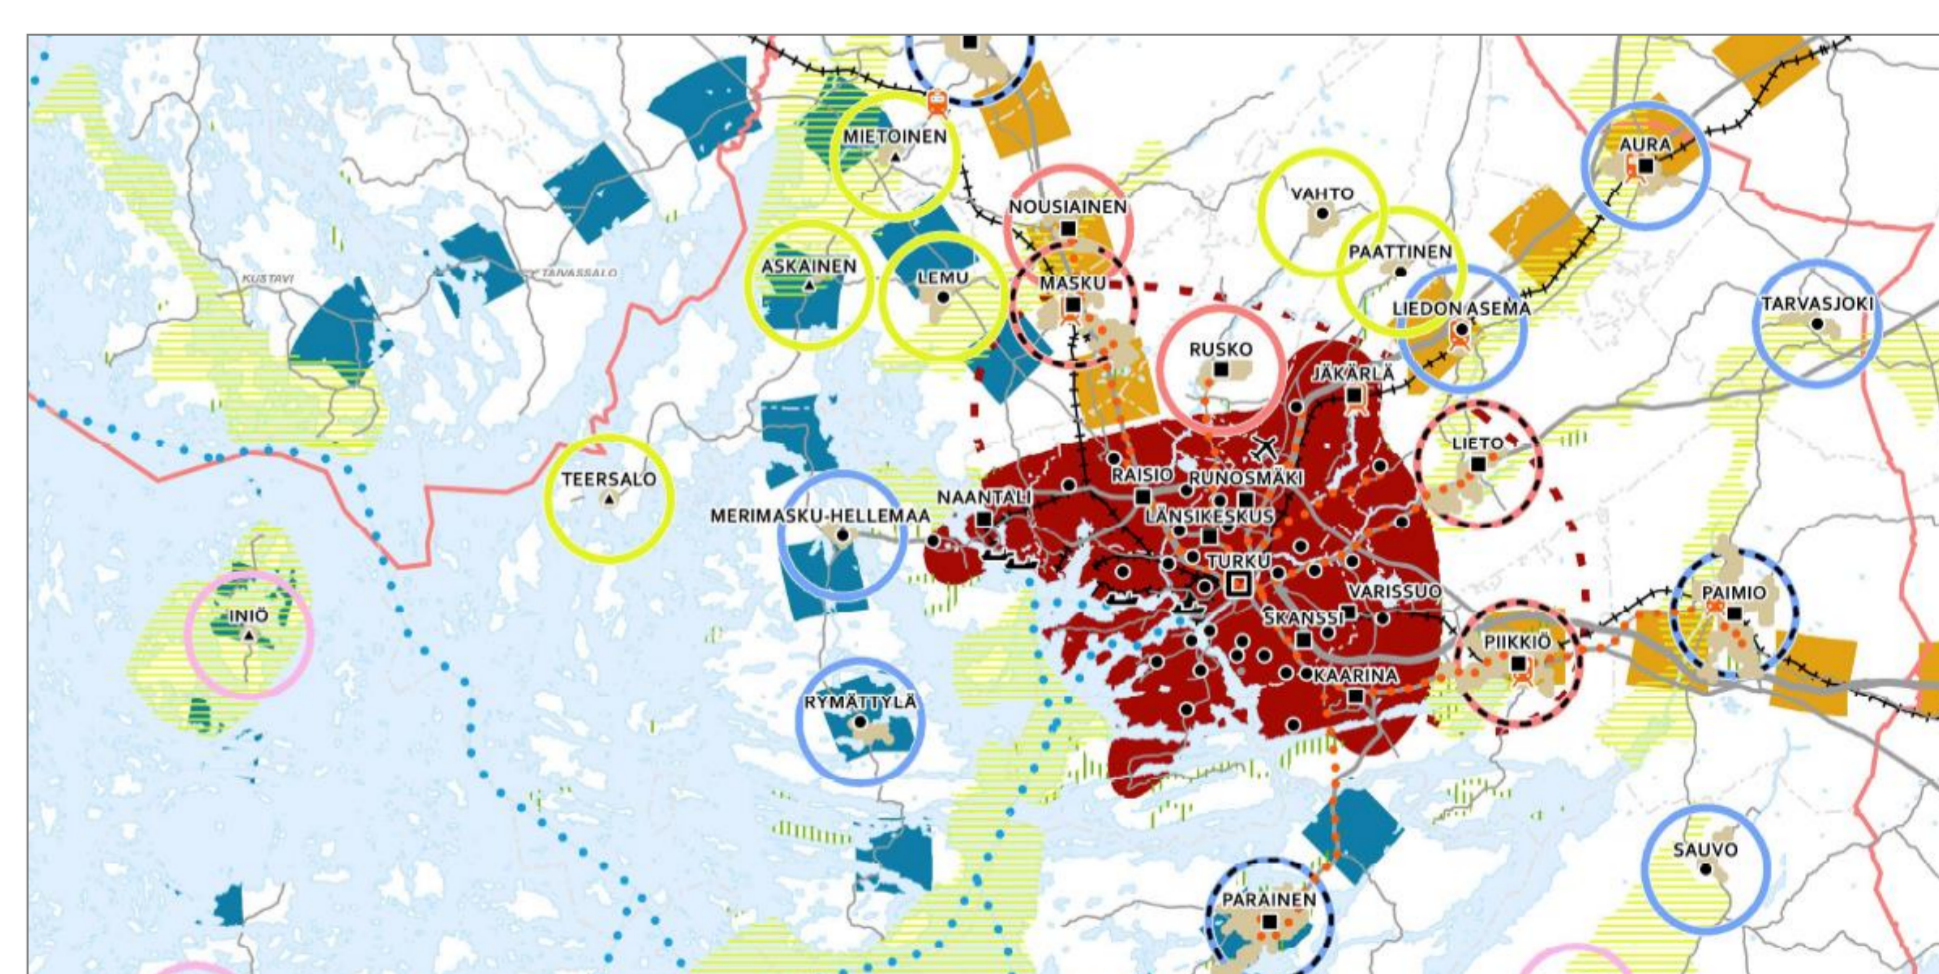 MIETOINEN
AURA
VAHTO
NOUSIAINEN
PAATTINEN
ASKAINEN
TAIVASSALO
KUSTAVI
LEMU
MASKU
LIEDON ASEMA
TARVASJOKI
RUSKO
JÄKÄRLÄ
LIETO
TEERSALO
RAISIO
RUNOSMÄKI
NAANTALI
MERIMASKU-HELLEMAA
LÄNSIKESKUS
TURKU
VARISSUO
PAIMIO
INIÖ
SKANSSI
PIIKKIÖ
KAARINA
RYMÄTTYLÄ
SAUVO
PARAINEN